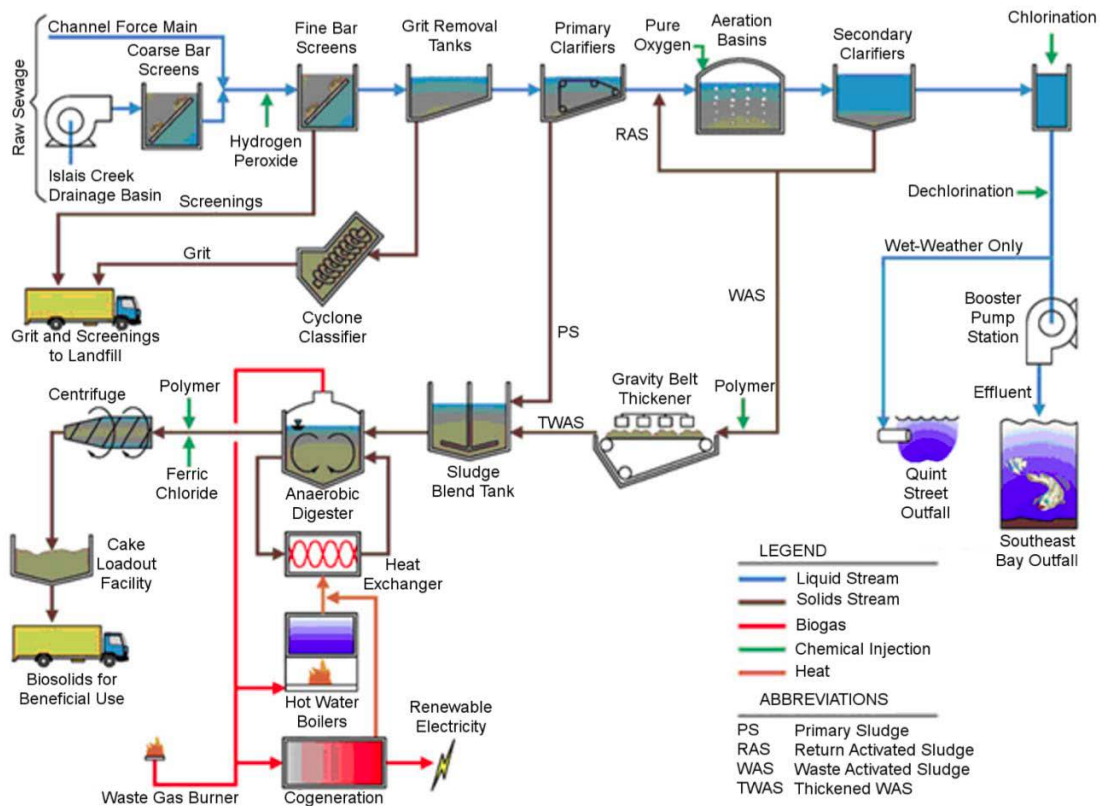 Raw Sewage
Channel Force Main
Coarse Bar
Screens
Islais Creek
Drainage Basin
Hydrogen
Peroxide
Fine Bar
Screens
Grit Removal
Tanks
Primary
Clarifiers
Pure
Oxygen
Aeration
Basins
Secondary
Clarifiers
Chlorination
RAS
Screenings
Grit
Grit and Screenings
to Landfill
Cyclone
Classifier
PS
WAS
Dechlorination
Wet-Weather Only
Booster
Pump
Station
Effluent
Quint
Street
Outfall
Southeast
Bay Outfall
Centrifuge
Polymer
Ferric
Chloride
Anaerobic
Digester
Sludge
Blend Tank
TWAS
Gravity Belt
Thickener
Polymer
Cake
Loadout
Facility
Biosolids for
Beneficial Use
Heat
Exchanger
Hot Water
Boilers
Renewable
Electricity
Waste Gas Burner
Cogeneration
LEGEND
Liquid Stream
Solids Stream
Biogas
Chemical Injection
Heat
ABBREVIATIONS
PS Primary Sludge
RAS Return Activated Sludge
WAS Waste Activated Sludge
TWAS Thickened WAS